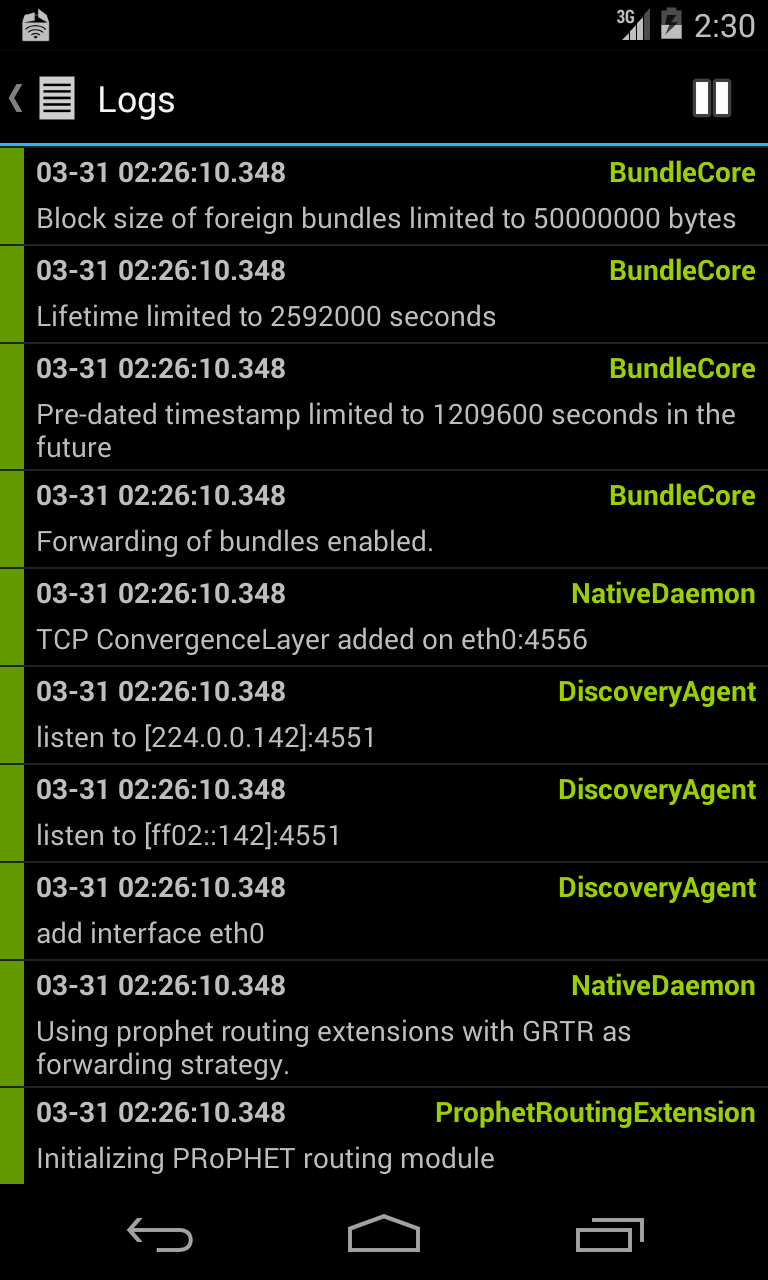 3G 2:30
Logs
03-31 02:26:10.348 BundleCore
Block size of foreign bundles limited to 50000000 bytes
03-31 02:26:10.348 BundleCore
Lifetime limited to 2592000 seconds
03-31 02:26:10.348 BundleCore
Pre-dated timestamp limited to 1209600 seconds in the
future
03-31 02:26:10.348 BundleCore
Forwarding of bundles enabled.
03-31 02:26:10.348 NativeDaemon
TCP ConvergenceLayer added on eth0:4556
03-31 02:26:10.348 DiscoveryAgent
listen to [224.0.0.142]:4551
03-31 02:26:10.348 DiscoveryAgent
listen to [ff02::142]:4551
03-31 02:26:10.348 DiscoveryAgent
add interface eth0
03-31 02:26:10.348 NativeDaemon
Using prophet routing extensions with GRTR as
forwarding strategy.
03-31 02:26:10.348 ProphetRoutingExtension
Initializing PRoPHET routing module